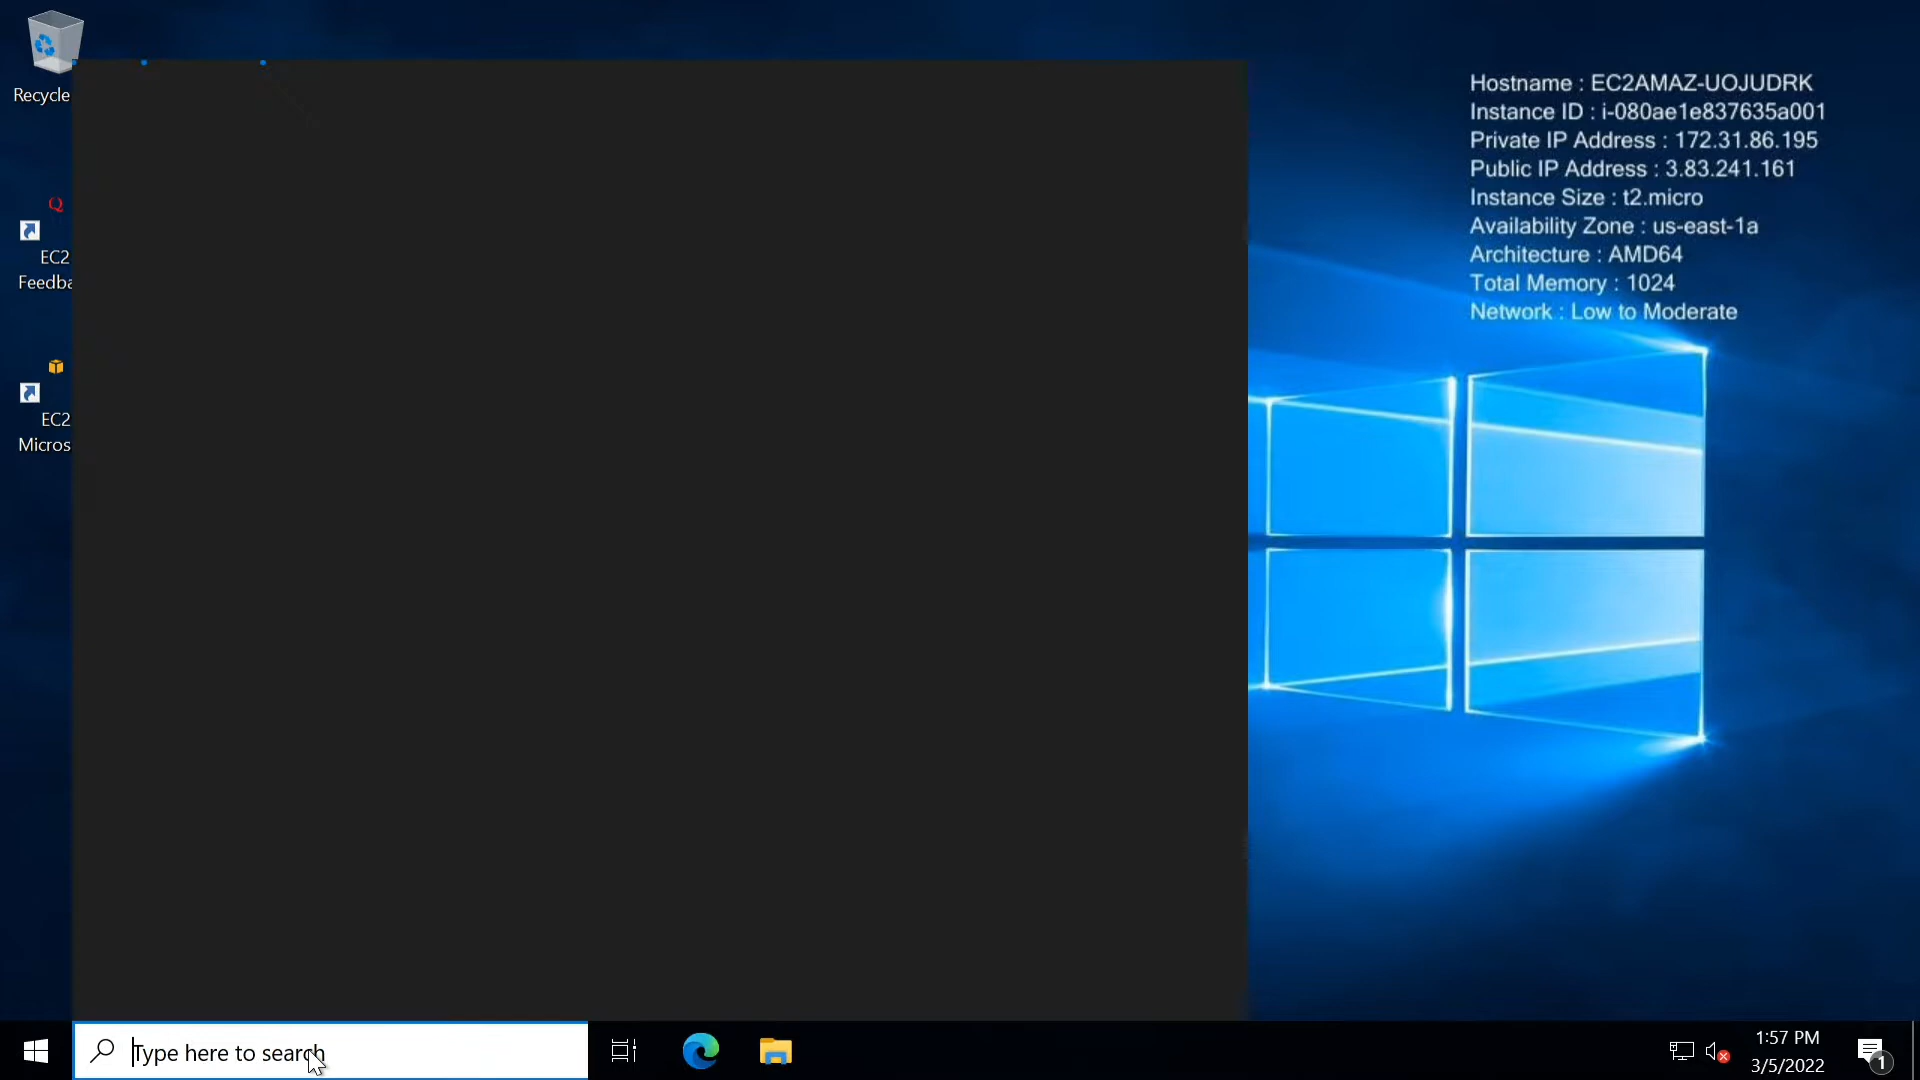 Recycle
Q
EC2
Feedba
EC2
Micros
Hostname : EC2AMAZ-UOJUDRK
Instance ID : i-080ae1e837635a001
Private IP Address : 172.31.86.195
Public IP Address : 3.83.241.161
Instance Size : t2.micro
Availability Zone : us-east-1a
Architecture : AMD64
Total Memory : 1024
Network : Low to Moderate
Type here to search
1:57 PM
3/5/2022
1